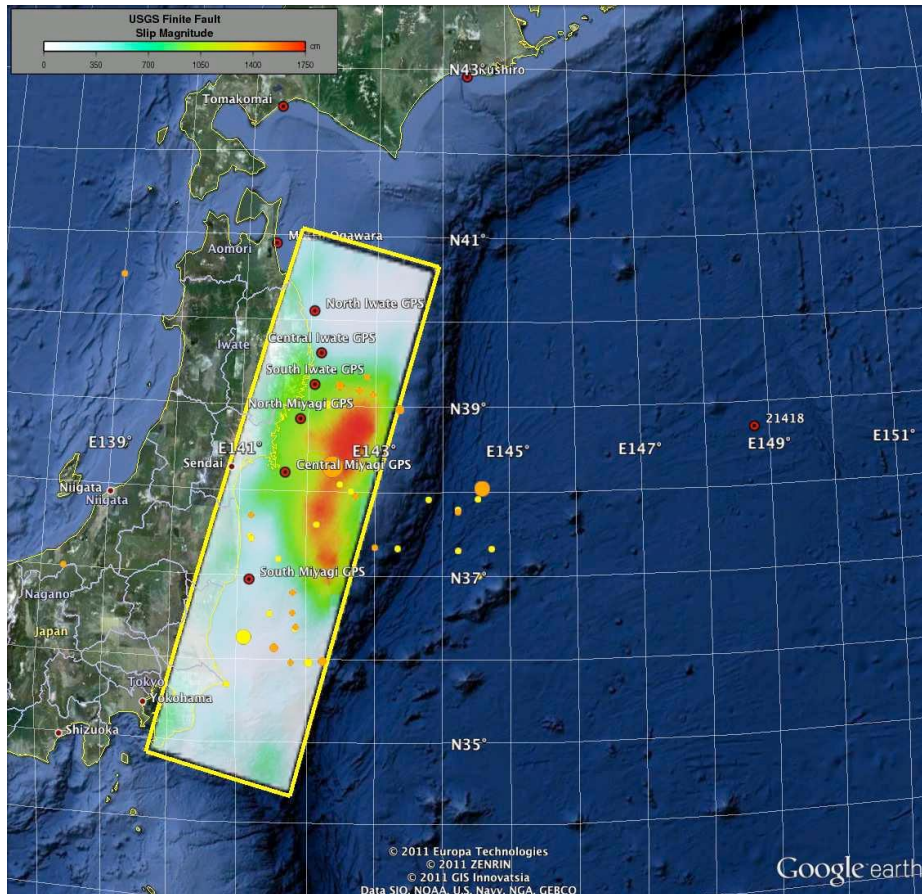 USGS Finite Fault
Slip Magnitude
cm
0 350 700 1050 1400 1750
N43°
Kushiro
Tomakomai
N41°
Aomori
North Iwate GPS
Central Iwate GPS
Iwate
South Iwate GPS
North Miyagi GPS
N39°
21418
E139°
E141°
E143°
E145°
E147°
E149°
E151°
Sendai
Central Miyagi GPS
Niigata
Niigata
South Miyagi GPS
N37°
Nagano
Japan
Tokyo
Yokohama
Shizuoka
N35°
© 2011 Europa Technologies
© 2011 ZENRIN
© 2011 GIS Innovatsia
Data SIO, NOAA, U.S. Navy, NGA, GEBCO
Google earth